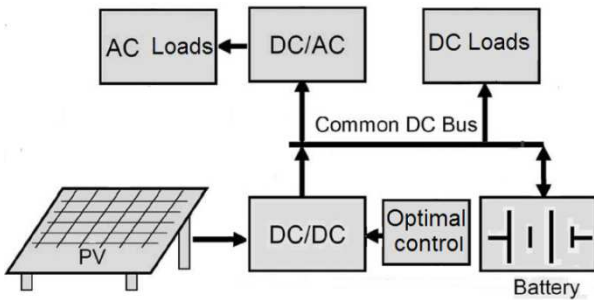 AC Loads
DC/AC
DC Loads
Common DC Bus
PV
DC/DC
Optimal
control
Battery